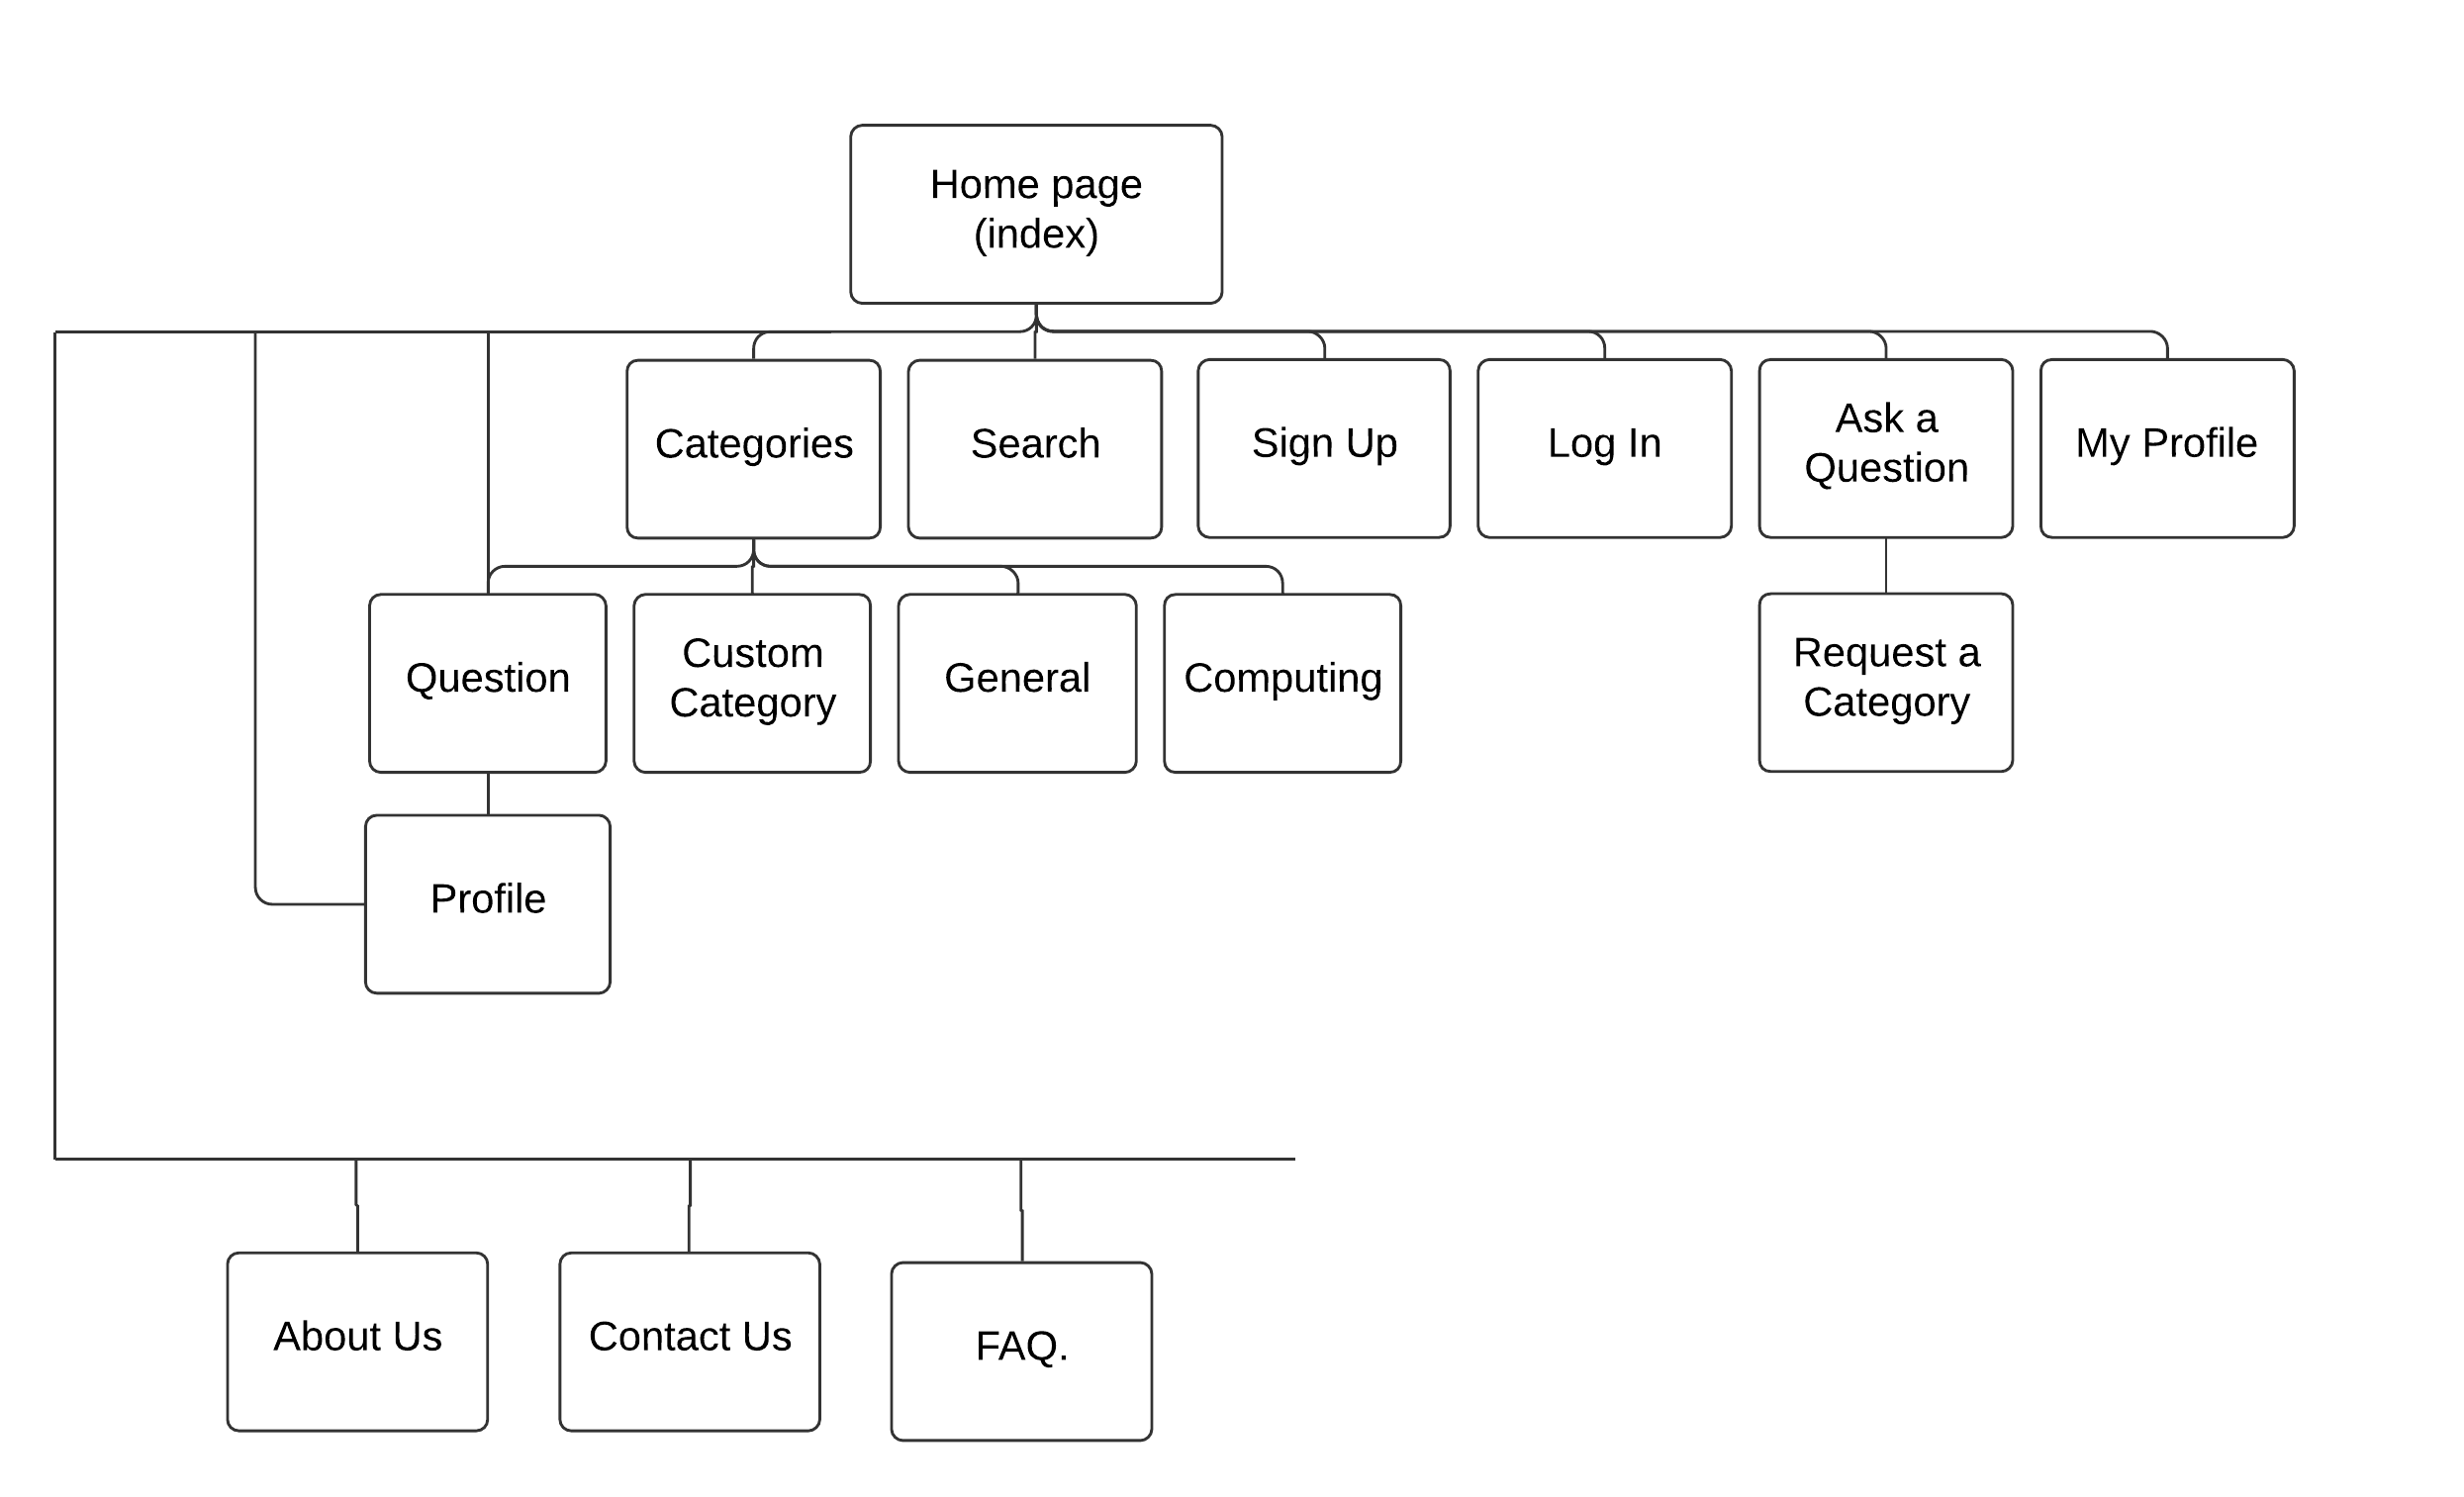 Home page
(index)
Categories
Search
Sign Up
Log In
Ask a
Question
My Profile
Question
Custom
Category
General
Computing
Request a
Category
Profile
About Us
Contact Us
FAQ.